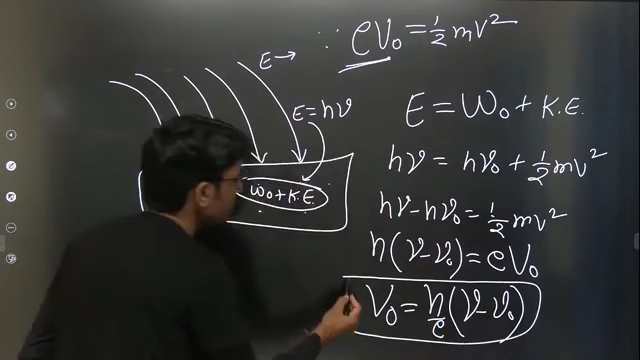 ∵ eV₀ = ½mv²
E →
E = hν
W₀ + K.E.
E = W₀ + K.E.
hν = hν₀ + ½mv²
hν - hν₀ = ½mv²
h(ν - ν₀) = eV₀
V₀ = h/e (ν - ν₀)